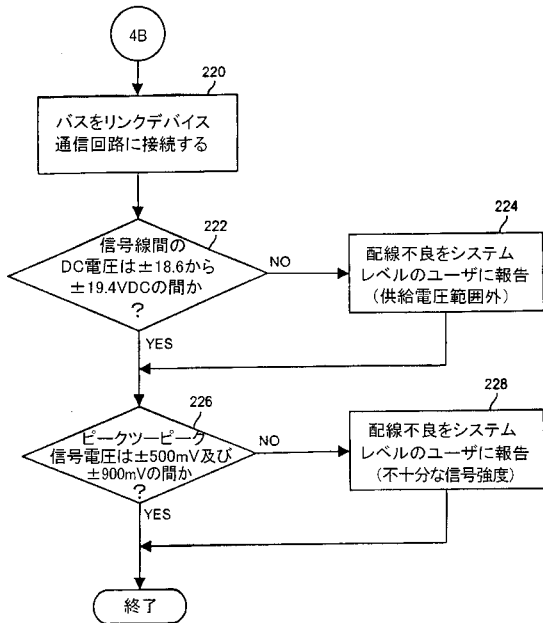 4B
220
バスをリンクデバイス
通信回路に接続する
222
信号線間の
DC電圧は±18.6から
±19.4VDCの間か
?
NO
YES
224
配線不良をシステム
レベルのユーザに報告
(供給電圧範囲外)
226
ピークツーピーク
信号電圧は±500mV及び
±900mVの間か
?
NO
YES
228
配線不良をシステム
レベルのユーザに報告
(不十分な信号強度)
終了